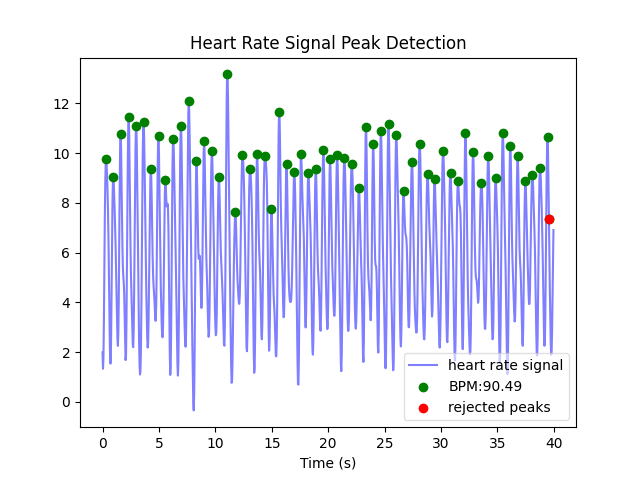 Heart Rate Signal Peak Detection
12
10
8
6
4
2
0
heart rate signal
BPM:90.49
rejected peaks
0 5 10 15 20 25 30 35 40
Time (s)